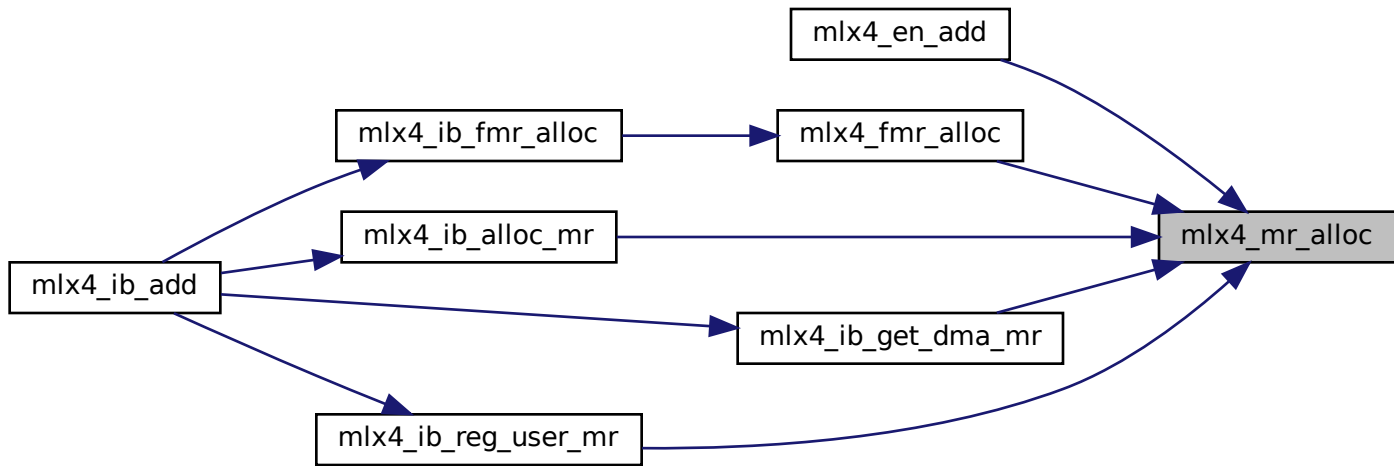 mlx4_en_add
mlx4_ib_fmr_alloc
mlx4_fmr_alloc
mlx4_ib_alloc_mr
mlx4_mr_alloc
mlx4_ib_add
mlx4_ib_get_dma_mr
mlx4_ib_reg_user_mr